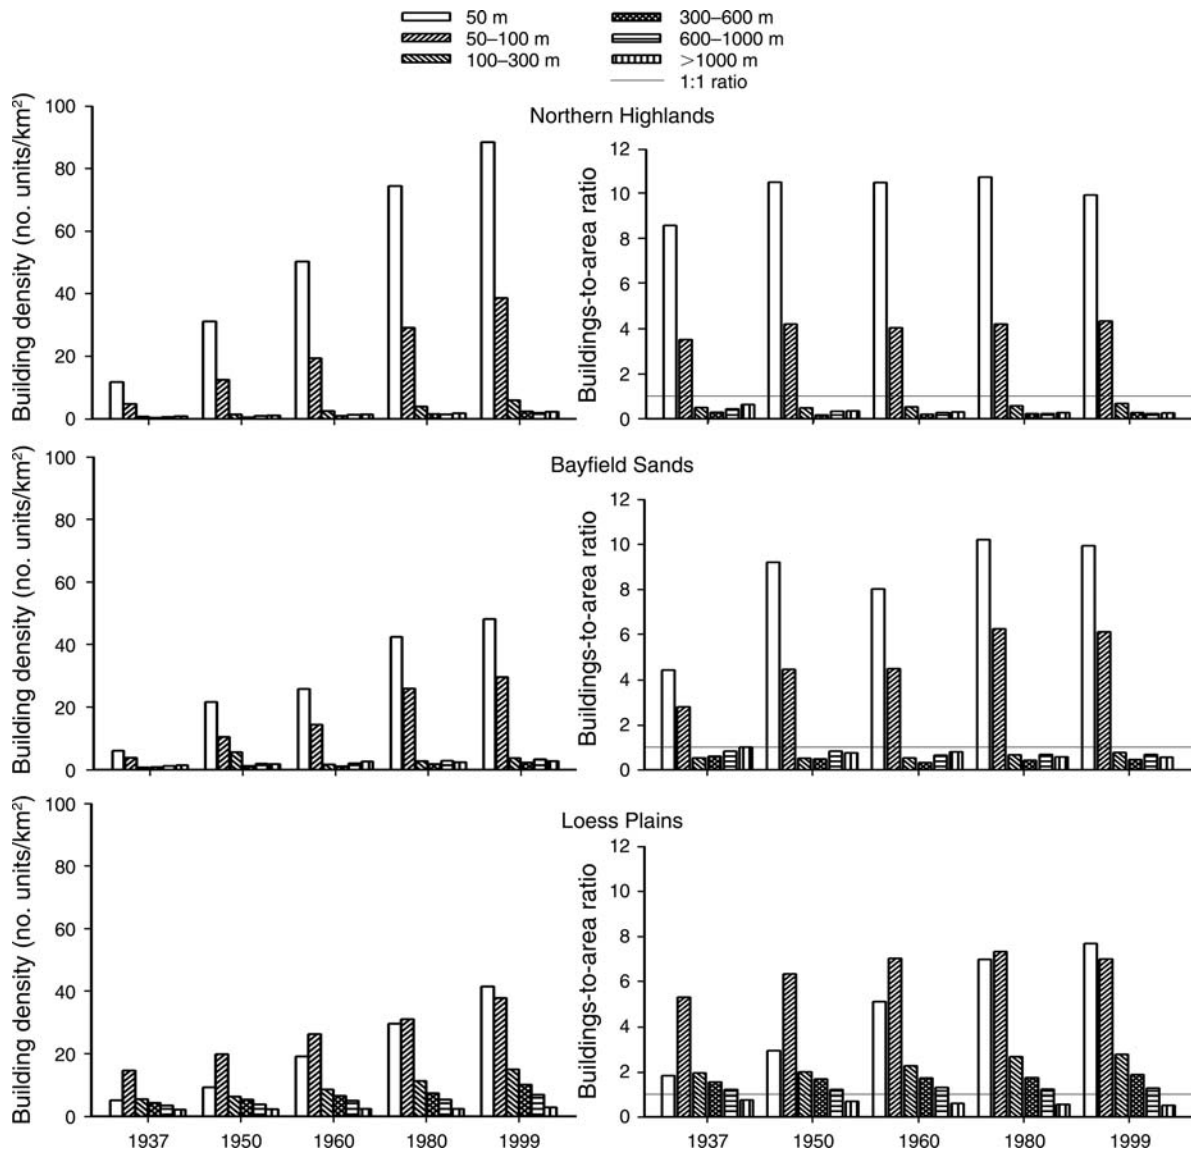 50 m
50–100 m
100–300 m
300–600 m
600–1000 m
>1000 m
1:1 ratio
Northern Highlands
Building density (no. units/km²)
100
80
60
40
20
0
Buildings-to-area ratio
12
10
8
6
4
2
0
Bayfield Sands
Building density (no. units/km²)
100
80
60
40
20
0
Buildings-to-area ratio
12
10
8
6
4
2
0
Loess Plains
Building density (no. units/km²)
100
80
60
40
20
0
1937 1950 1960 1980 1999
Buildings-to-area ratio
12
10
8
6
4
2
0
1937 1950 1960 1980 1999